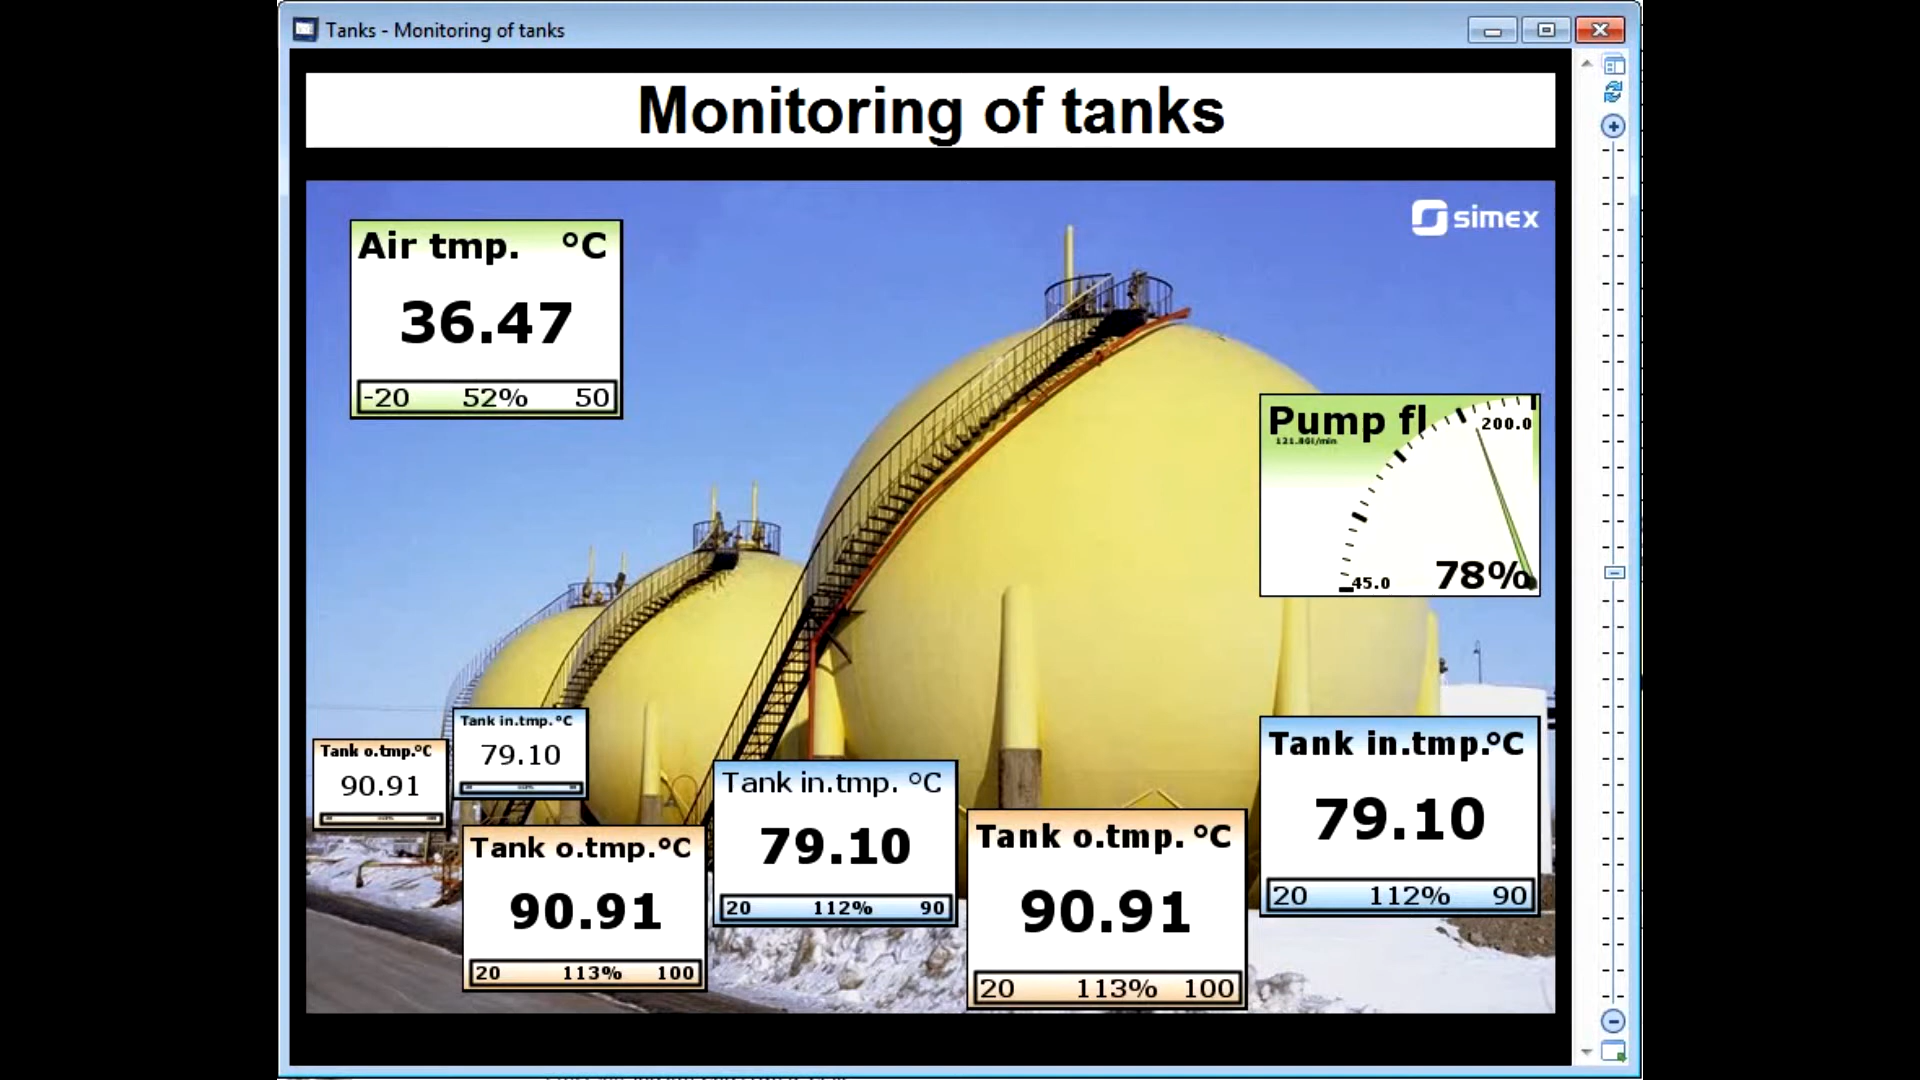 Tanks - Monitoring of tanks
Monitoring of tanks
simex
Air tmp. °C
36.47
-20 52% 50
Pump fl
200.0
45.0
78%
Tank in.tmp.°C
79.10
Tank o.tmp.°C
90.91
Tank in.tmp. °C
79.10
20 112% 90
Tank o.tmp.°C
90.91
20 113% 100
Tank o.tmp. °C
90.91
20 113% 100
Tank in.tmp.°C
79.10
20 112% 90